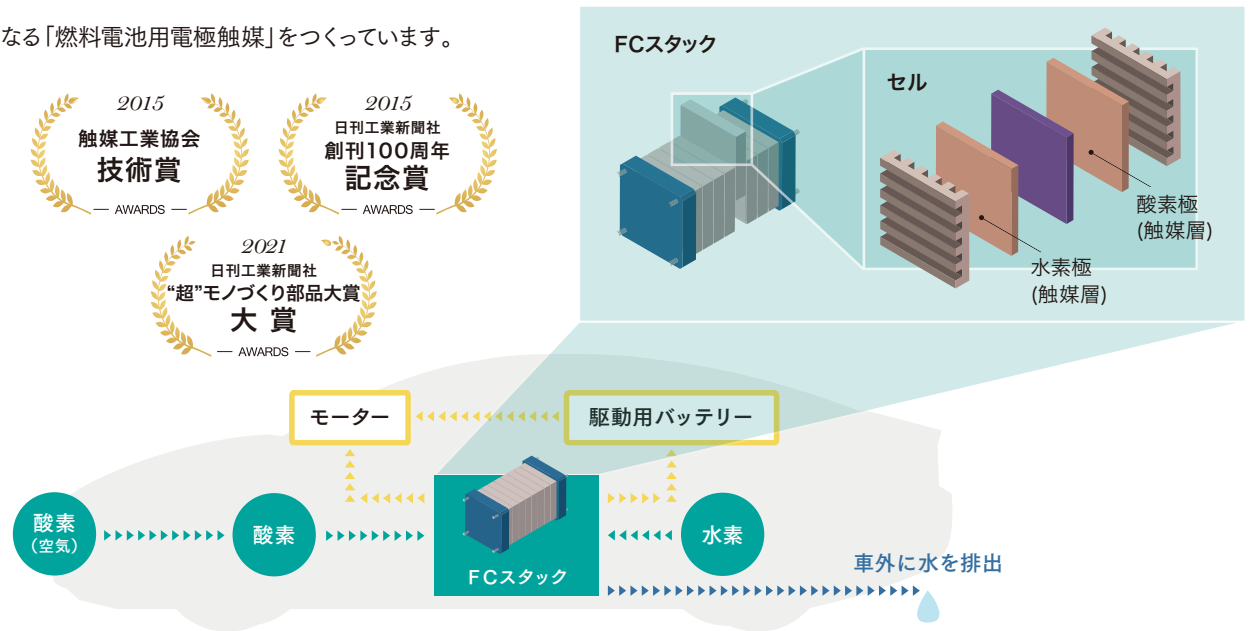 なる「燃料電池用電極触媒」をつくっています。
2015
触媒工業協会
技術賞
AWARDS
2015
日刊工業新聞社
創刊100周年
記念賞
AWARDS
2021
日刊工業新聞社
“超”モノづくり部品大賞
大 賞
AWARDS
FCスタック
セル
酸素極
(触媒層)
水素極
(触媒層)
モーター
駆動用バッテリー
酸素
(空気)
酸素
FCスタック
水素
車外に水を排出